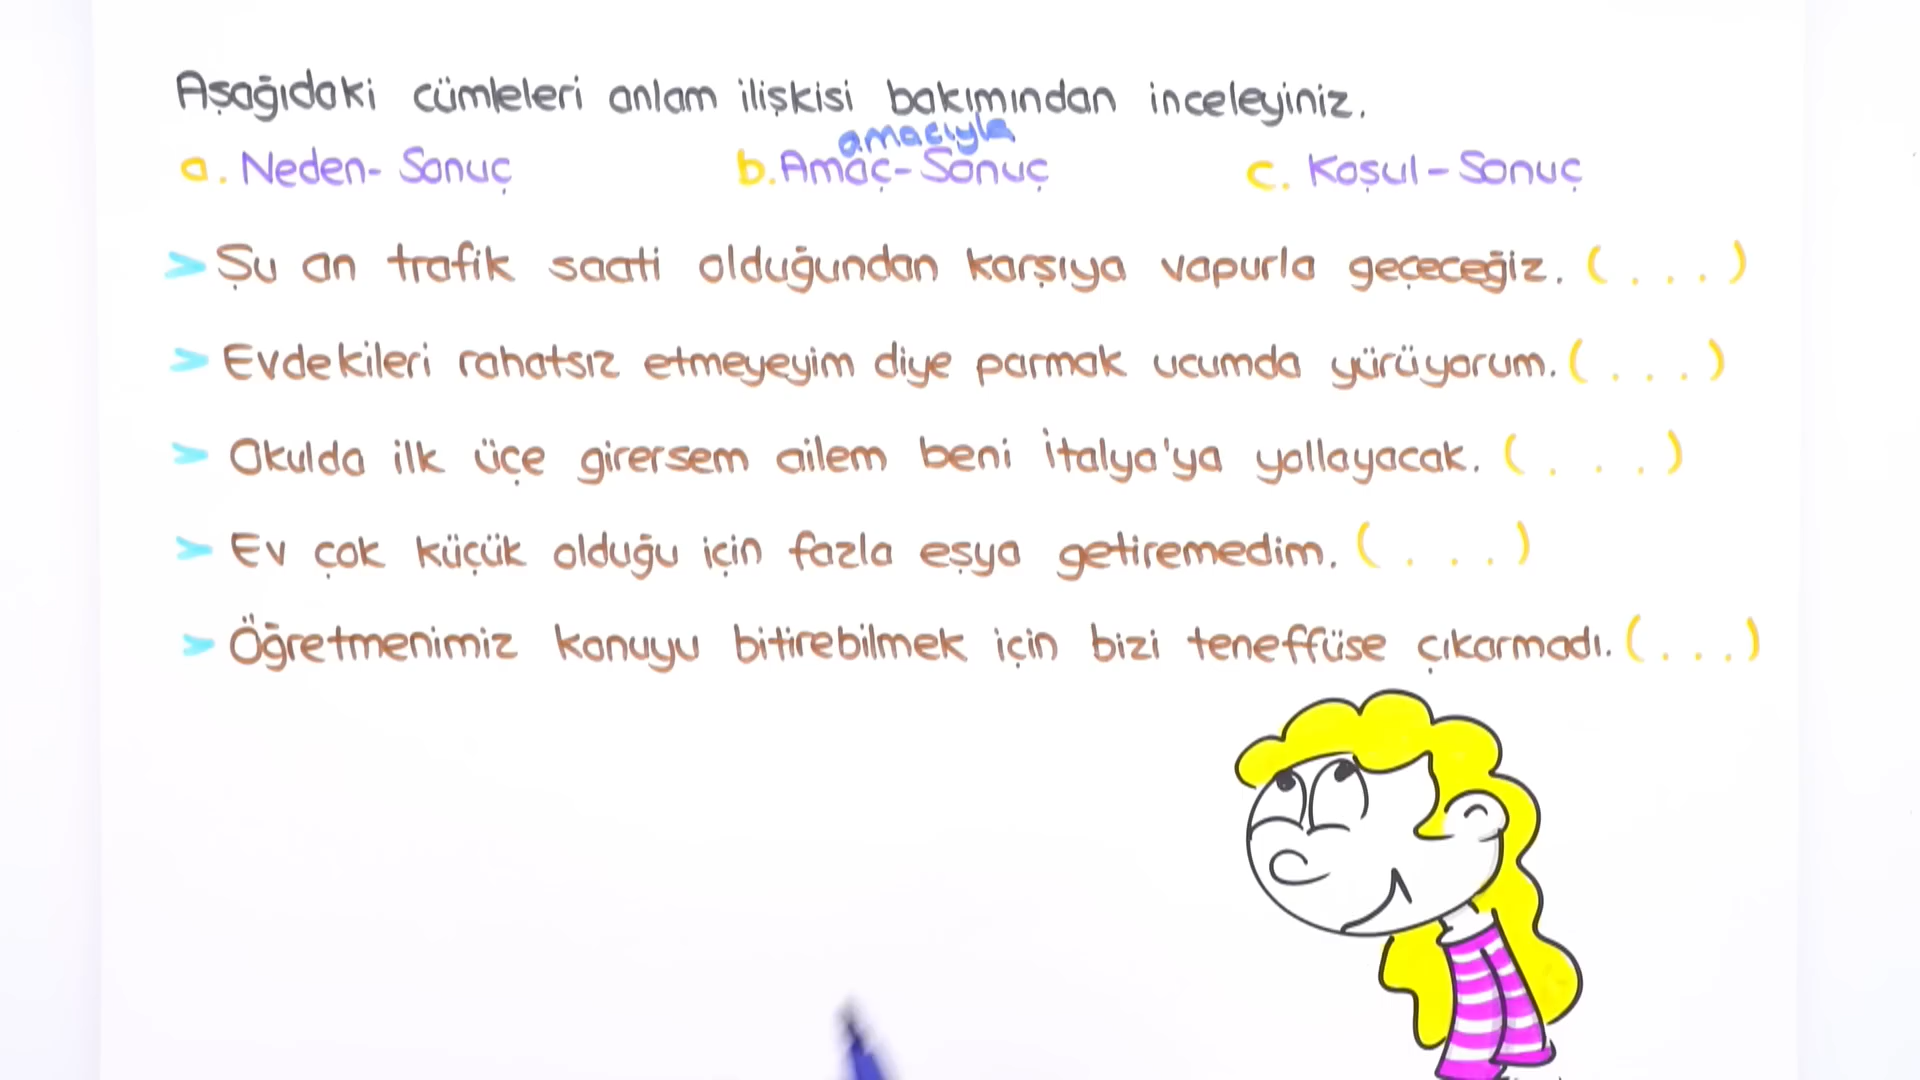 Aşağıdaki cümleleri anlam ilişkisi bakımından inceleyiniz.
amacıyla
a. Neden- Sonuç b. Amaç- Sonuç c. Koşul- Sonuç
> Şu an trafik saati olduğundan karşıya vapurla geçeceğiz. (...)
> Evdekileri rahatsız etmeyeyim diye parmak ucumda yürüyorum. (...)
> Okulda ilk üçe girersem ailem beni İtalya'ya yollayacak. (...)
> Ev çok küçük olduğu için fazla eşya getiremedim. (...)
> Öğretmenimiz konuyu bitirebilmek için bizi teneffüse çıkarmadı. (...)